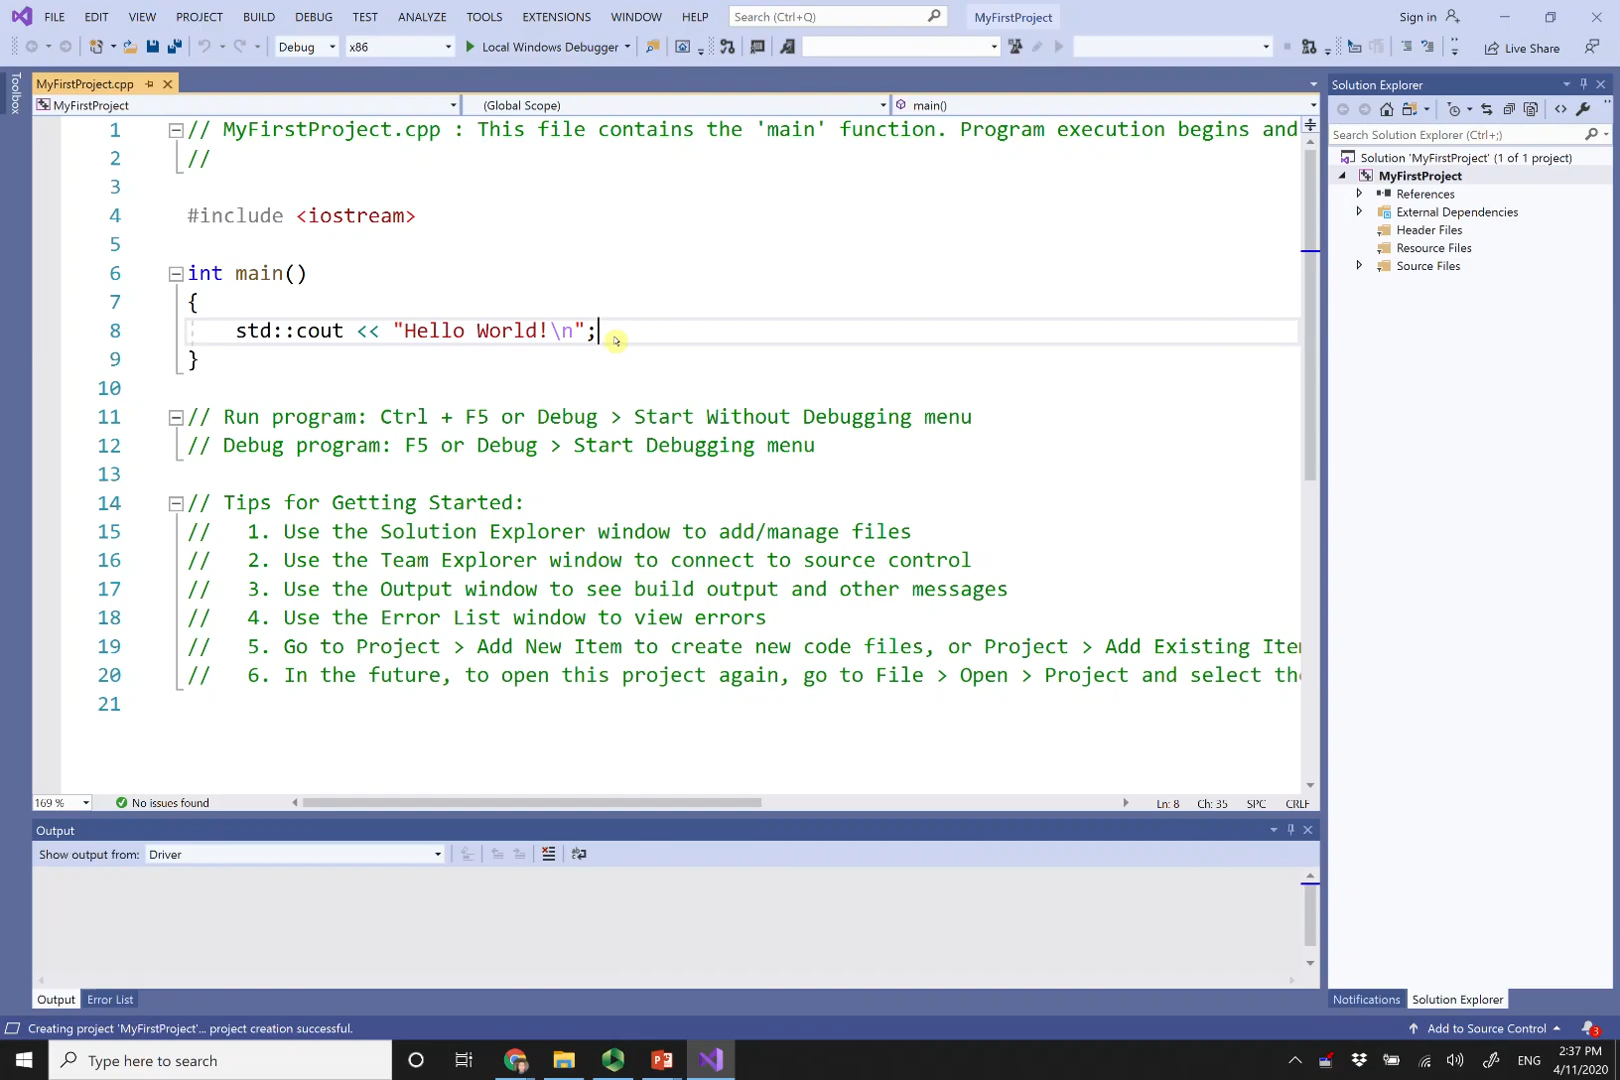 FILE EDIT VIEW PROJECT BUILD DEBUG TEST ANALYZE TOOLS EXTENSIONS WINDOW HELP Search (Ctrl+Q) MyFirstProject Sign in
Debug x86 Local Windows Debugger Live Share
Toolbox
MyFirstProject.cpp
MyFirstProject (Global Scope) main()
1 // MyFirstProject.cpp : This file contains the 'main' function. Program execution begins and
2 //
3
4 #include <iostream>
5
6 int main()
7 {
8 std::cout << "Hello World!\n";
9 }
10
11 // Run program: Ctrl + F5 or Debug > Start Without Debugging menu
12 // Debug program: F5 or Debug > Start Debugging menu
13
14 // Tips for Getting Started:
15 //   1. Use the Solution Explorer window to add/manage files
16 //   2. Use the Team Explorer window to connect to source control
17 //   3. Use the Output window to see build output and other messages
18 //   4. Use the Error List window to view errors
19 //   5. Go to Project > Add New Item to create new code files, or Project > Add Existing Ite
20 //   6. In the future, to open this project again, go to File > Open > Project and select th
21
169 % No issues found Ln: 8 Ch: 35 SPC CRLF
Output
Show output from: Driver
Output Error List
Solution Explorer
Search Solution Explorer (Ctrl+;)
Solution 'MyFirstProject' (1 of 1 project)
MyFirstProject
References
External Dependencies
Header Files
Resource Files
Source Files
Notifications Solution Explorer
Creating project 'MyFirstProject'... project creation successful. Add to Source Control 3
Type here to search ENG 2:37 PM
4/11/2020